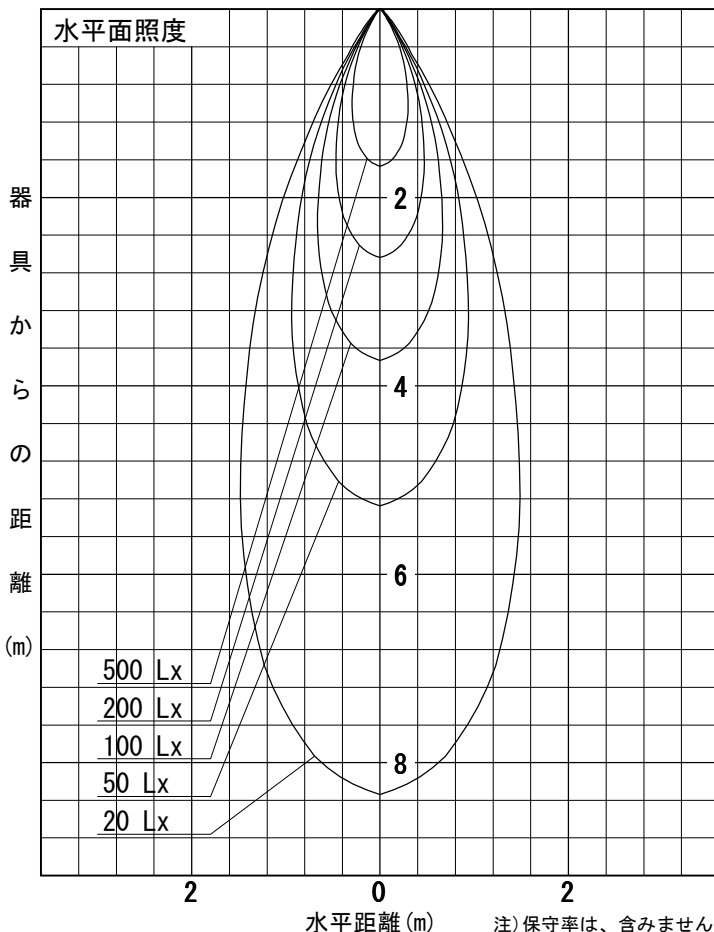 水平面照度
器具からの距離(m)
2
4
6
8
500 Lx
200 Lx
100 Lx
50 Lx
20 Lx
2
0
2
水平距離(m)
注)保守率は、含みません